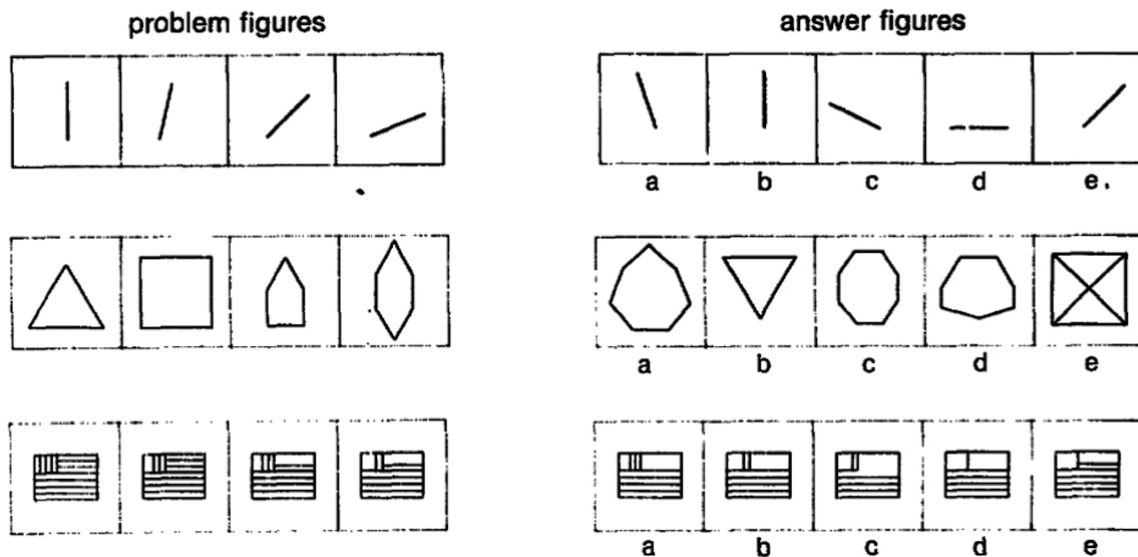 problem figures
answer figures
a b c d e.
a b c d e
a b c d e